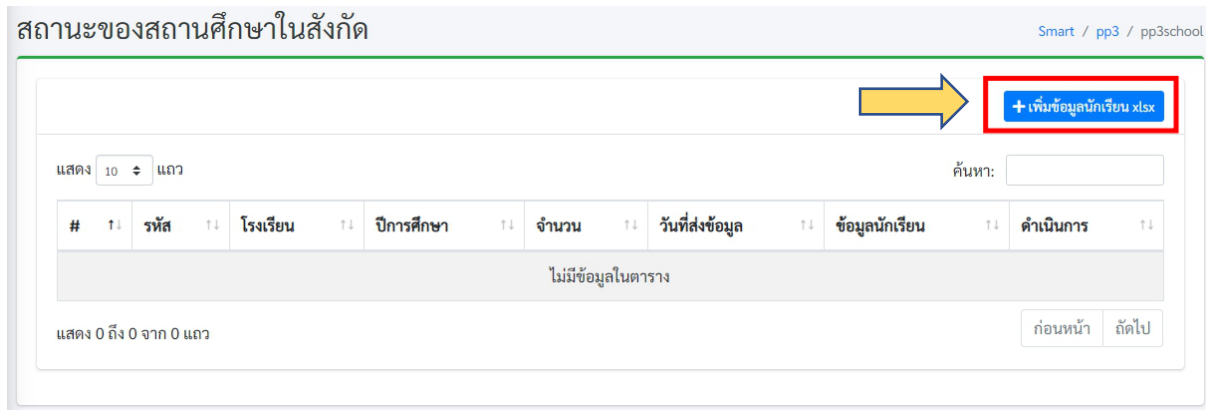 สถานะของสถานศึกษาในสังกัด Smart / pp3 / pp3school
+ เพิ่มข้อมูลนักเรียน xlsx
แสดง 10 แถว ค้นหา:
# รหัส โรงเรียน ปีการศึกษา จำนวน วันที่ส่งข้อมูล ข้อมูลนักเรียน ดำเนินการ
ไม่มีข้อมูลในตาราง
แสดง 0 ถึง 0 จาก 0 แถว ก่อนหน้า ถัดไป